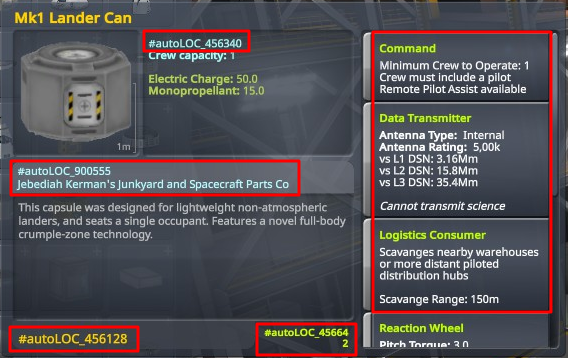 Mk1 Lander Can
#autoLOC_456340
Crew capacity: 1
Electric Charge: 50.0
Monopropellant: 15.0
1m
#autoLOC_900555
Jebediah Kerman's Junkyard and Spacecraft Parts Co
This capsule was designed for lightweight non-atmospheric
landers, and seats a single occupant. Features a novel full-body
crumple-zone technology.
#autoLOC_456128
#autoLOC_45664
2
Command
Minimum Crew to Operate: 1
Crew must include a pilot
Remote Pilot Assist available
Data Transmitter
Antenna Type: Internal
Antenna Rating: 5,00k
vs L1 DSN: 3.16Mm
vs L2 DSN: 15.8Mm
vs L3 DSN: 35.4Mm
Cannot transmit science
Logistics Consumer
Scavanges nearby warehouses
or more distant piloted
distribution hubs
Scavange Range: 150m
Reaction Wheel
Pitch Torque: 3.0